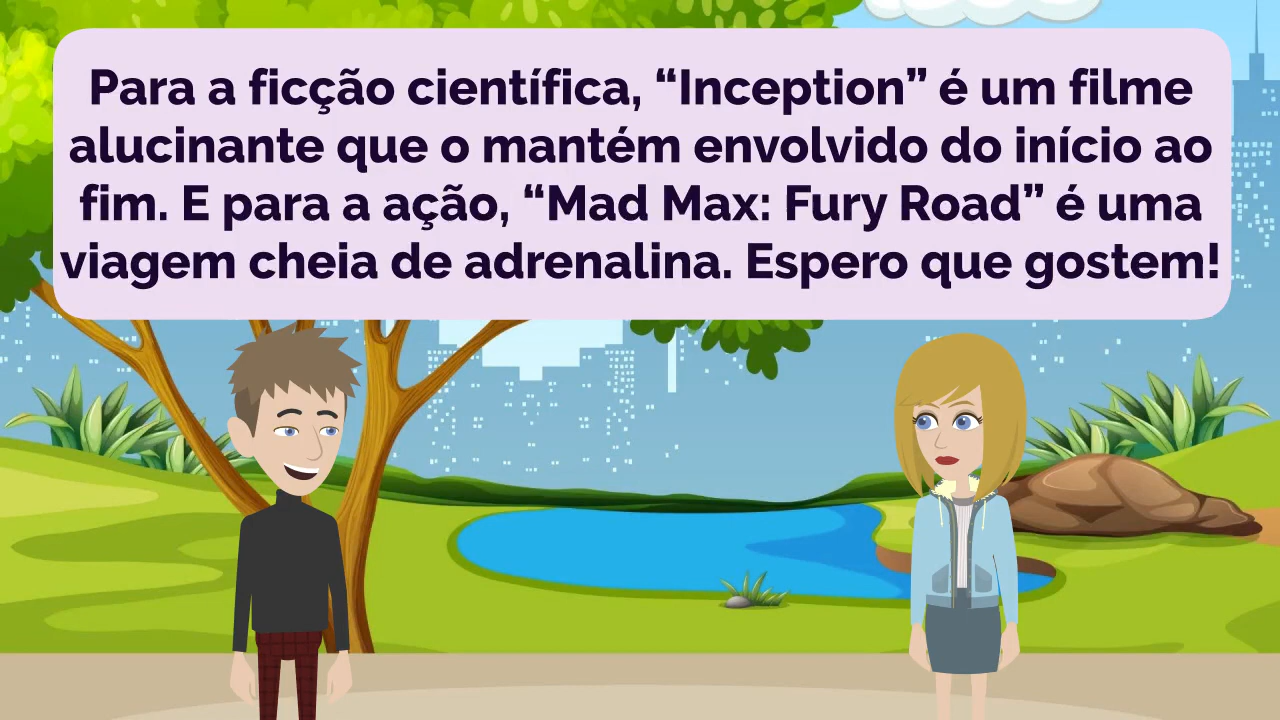 Para a ficção científica, “Inception” é um filme
alucinante que o mantém envolvido do início ao
fim. E para a ação, “Mad Max: Fury Road” é uma
viagem cheia de adrenalina. Espero que gostem!